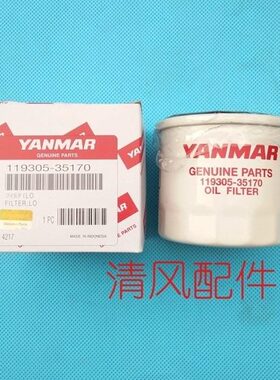 YANMAR
GENUINE PARTS
119305-35170
FILTER,LO
1 PC
4217
MADE IN INDONESIA
YANMAR
GENUINE PARTS
119305-35170
OIL FILTER
清风配件